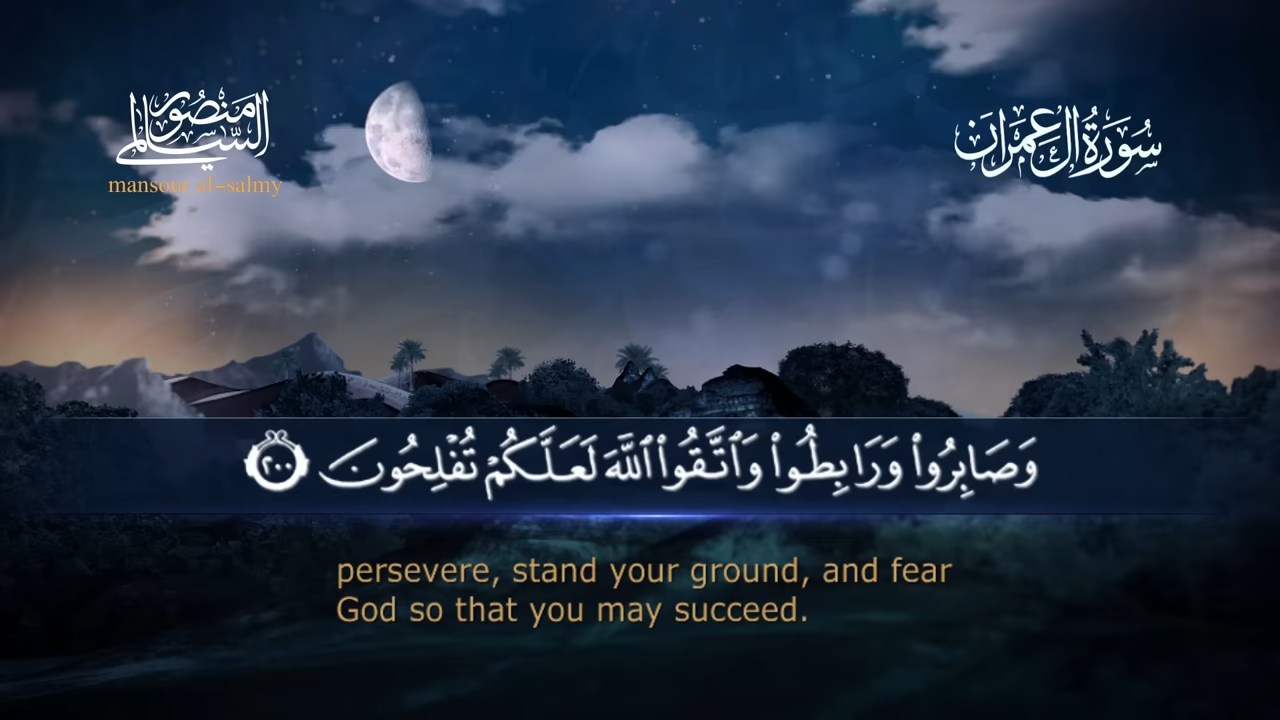 منصور
السالمي
mansour al-salmy
سُورَةُ آل عِمْرَان
وَصَابِرُوا۟ وَرَابِطُوا۟ وَٱتَّقُوا۟ ٱللَّهَ لَعَلَّكُمْ تُفْلِحُونَ ٢٠٠
persevere, stand your ground, and fear
God so that you may succeed.